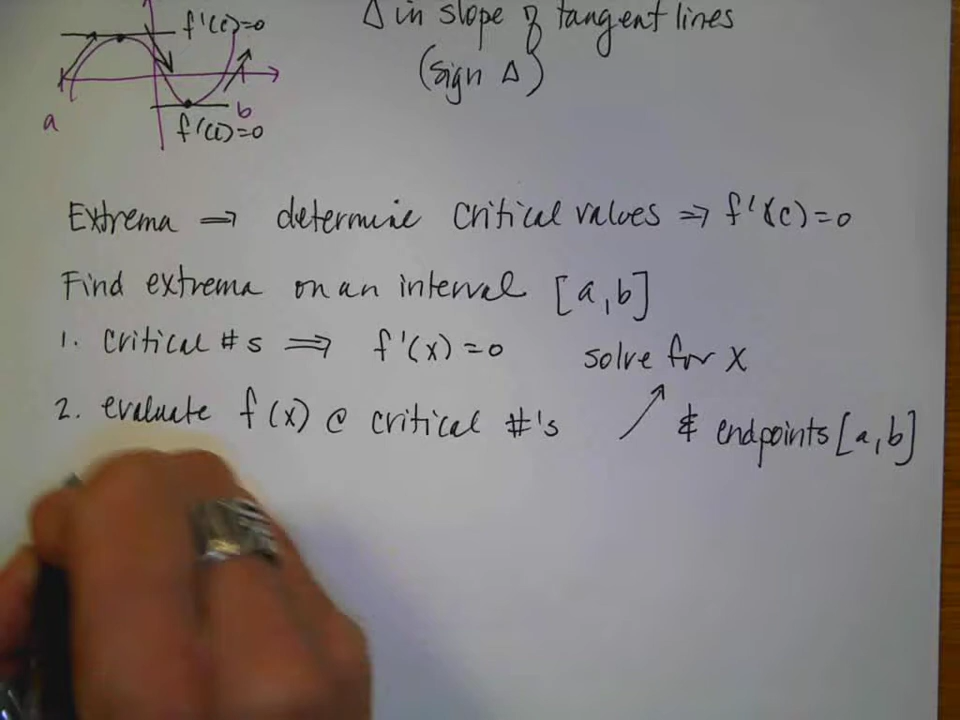 f'(c)=0
Δ in slope of tangent lines
(sign Δ)
a
b
f'(c)=0
Extrema ⇒ determine critical values ⇒ f'(c)=0
Find extrema on an interval [a,b]
1. critical #s ⇒ f'(x)=0 solve for x
2. evaluate f(x) @ critical #'s & endpoints [a,b]